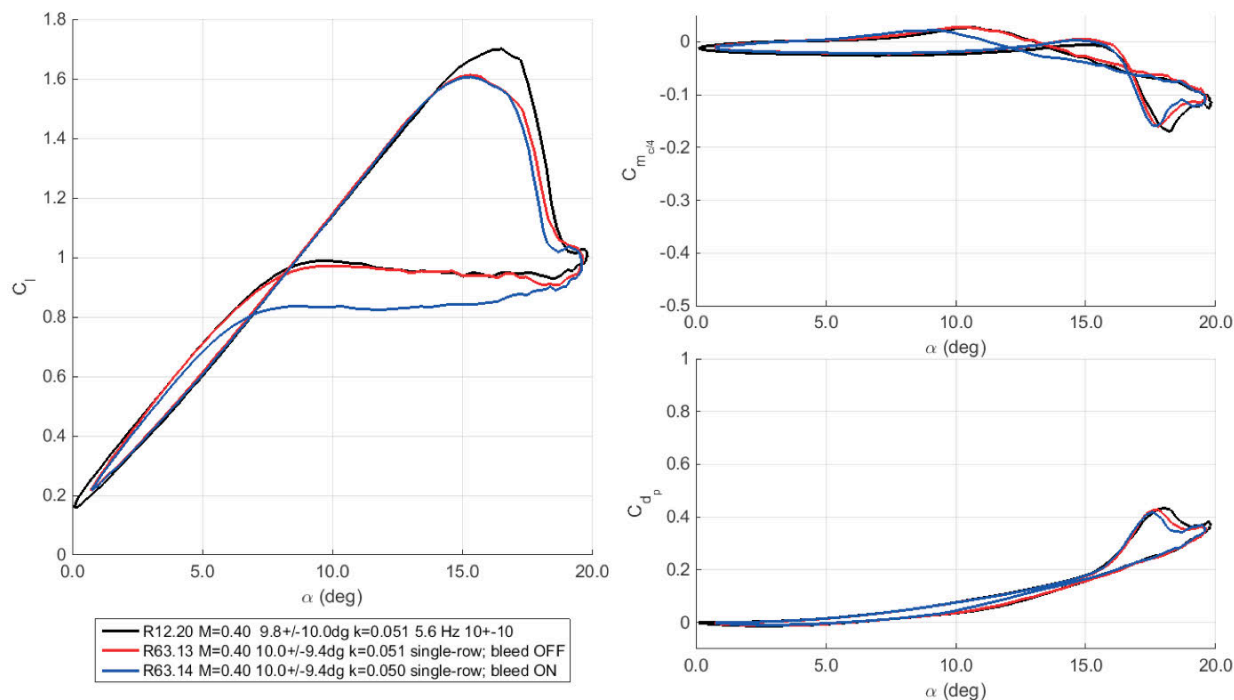 1.8
1.6
1.4
1.2
1
0.8
0.6
0.4
0.2
0
C_l
0.0 5.0 10.0 15.0 20.0
α (deg)
R12.20 M=0.40 9.8+/-10.0dg k=0.051 5.6 Hz 10+-10
R63.13 M=0.40 10.0+/-9.4dg k=0.051 single-row; bleed OFF
R63.14 M=0.40 10.0+/-9.4dg k=0.050 single-row; bleed ON
0
-0.1
-0.2
-0.3
-0.4
-0.5
C_m_c/4
0.0 5.0 10.0 15.0 20.0
α (deg)
1
0.8
0.6
0.4
0.2
0
C_d_p
0.0 5.0 10.0 15.0 20.0
α (deg)